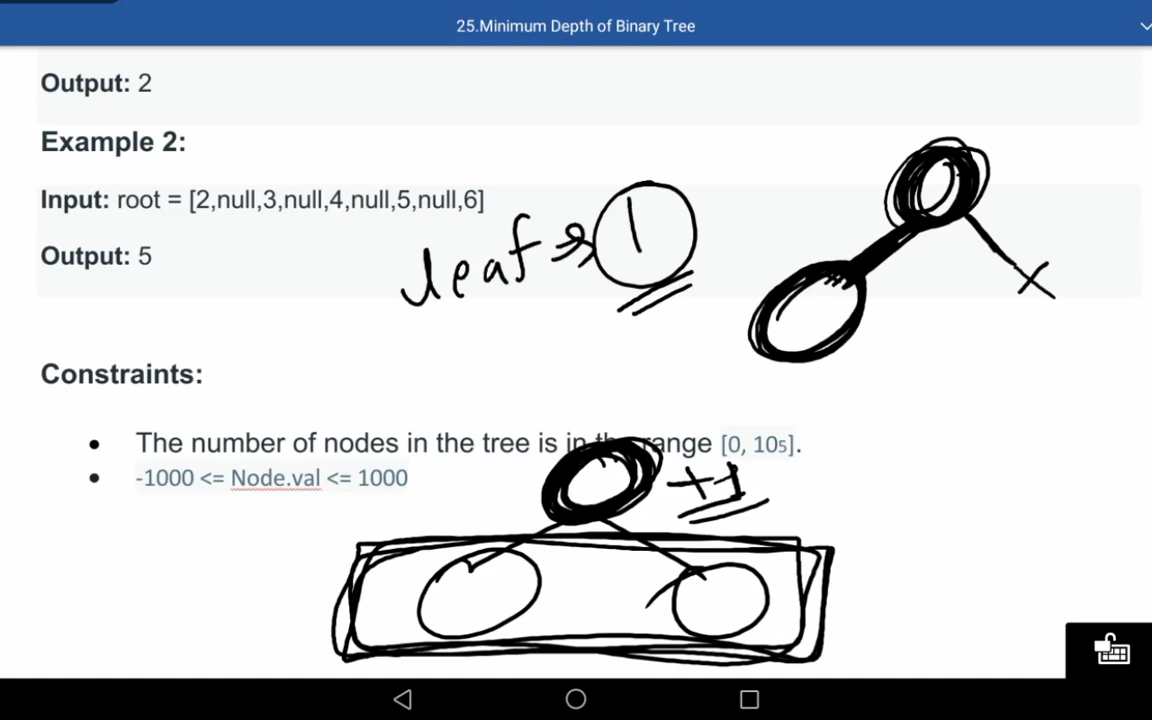 25.Minimum Depth of Binary Tree
Output: 2
Example 2:
Input: root = [2,null,3,null,4,null,5,null,6]
leaf ⇒ 1
Output: 5
Constraints:
The number of nodes in the tree is in the range [0, 105].
-1000 <= Node.val <= 1000
+1